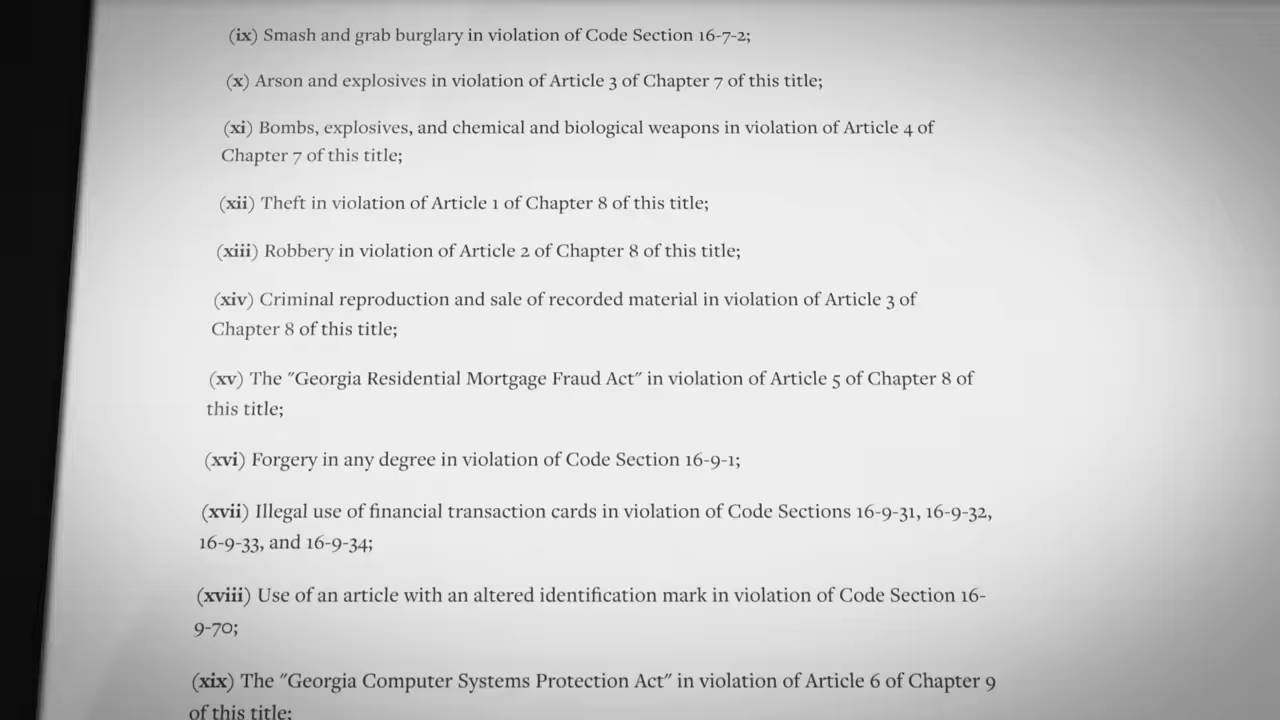 (ix) Smash and grab burglary in violation of Code Section 16-7-2;
(x) Arson and explosives in violation of Article 3 of Chapter 7 of this title;
(xi) Bombs, explosives, and chemical and biological weapons in violation of Article 4 of
Chapter 7 of this title;
(xii) Theft in violation of Article 1 of Chapter 8 of this title;
(xiii) Robbery in violation of Article 2 of Chapter 8 of this title;
(xiv) Criminal reproduction and sale of recorded material in violation of Article 3 of
Chapter 8 of this title;
(xv) The "Georgia Residential Mortgage Fraud Act" in violation of Article 5 of Chapter 8 of
this title;
(xvi) Forgery in any degree in violation of Code Section 16-9-1;
(xvii) Illegal use of financial transaction cards in violation of Code Sections 16-9-31, 16-9-32,
16-9-33, and 16-9-34;
(xviii) Use of an article with an altered identification mark in violation of Code Section 16-
9-70;
(xix) The "Georgia Computer Systems Protection Act" in violation of Article 6 of Chapter 9
of this title;